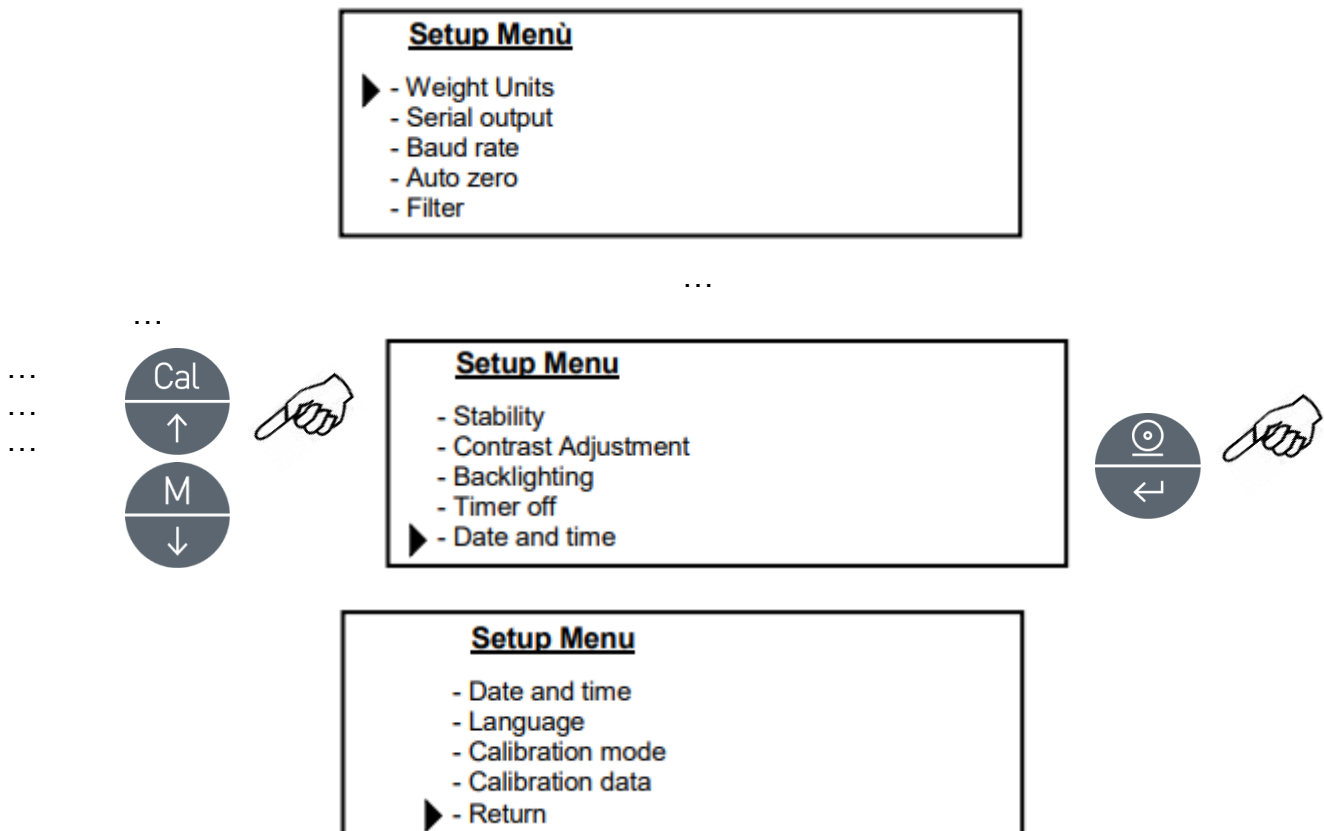 Setup Menù
- Weight Units
- Serial output
- Baud rate
- Auto zero
- Filter
...
...
...
...
...
Cal
↑
M
↓
Setup Menu
- Stability
- Contrast Adjustment
- Backlighting
- Timer off
- Date and time
Setup Menu
- Date and time
- Language
- Calibration mode
- Calibration data
- Return